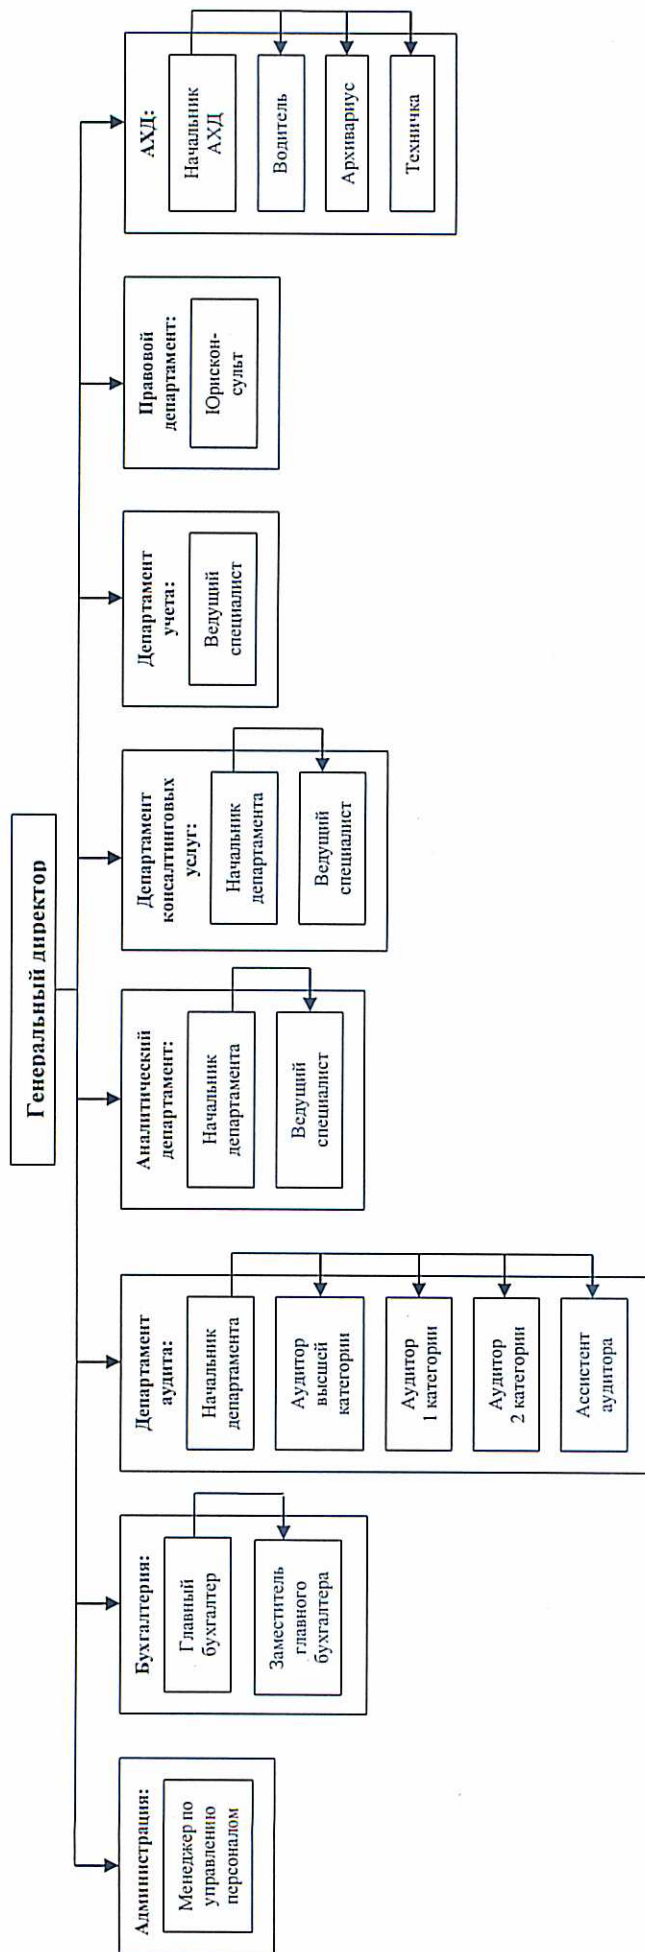 Генеральный директор
Администрация:
Менеджер по
управлению
персоналом
Бухгалтерия:
Главный
бухгалтер
Заместитель
главного
бухгалтера
Департамент
аудита:
Начальник
департамента
Аудитор
высшей
категории
Аудитор
1 категории
Аудитор
2 категории
Ассистент
аудитора
Аналитический
департамент:
Начальник
департамента
Ведущий
специалист
Департамент
консалтинговых
услуг:
Начальник
департамента
Ведущий
специалист
Департамент
учета:
Ведущий
специалист
Правовой
департамент:
Юрискон-
сульт
АХД:
Начальник
АХД
Водитель
Архивариус
Техничка